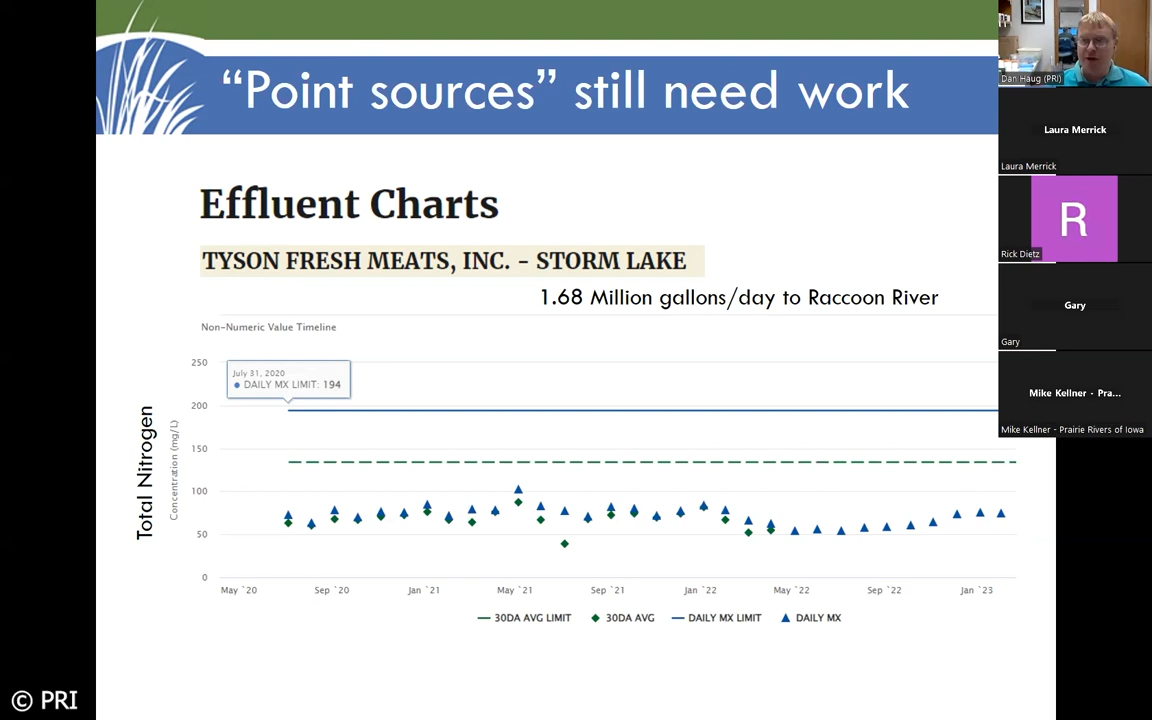 “Point sources” still need work
Effluent Charts
TYSON FRESH MEATS, INC. - STORM LAKE
1.68 Million gallons/day to Raccoon River
Non-Numeric Value Timeline
Total Nitrogen
Concentration (mg/L)
250
200
150
100
50
0
July 31, 2020
DAILY MX LIMIT: 194
May `20
Sep `20
Jan `21
May `21
Sep `21
Jan `22
May `22
Sep `22
Jan `23
30DA AVG LIMIT
30DA AVG
DAILY MX LIMIT
DAILY MX
Dan Haug (PRI)
Laura Merrick
Laura Merrick
R
Rick Dietz
Gary
Gary
Mike Kellner - Pra...
Mike Kellner - Prairie Rivers of Iowa
© PRI